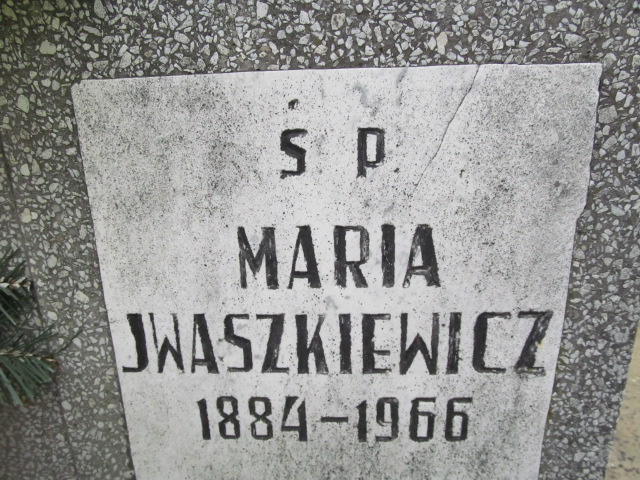 Ś P
MARIA
JWASZKIEWICZ
1884-1966